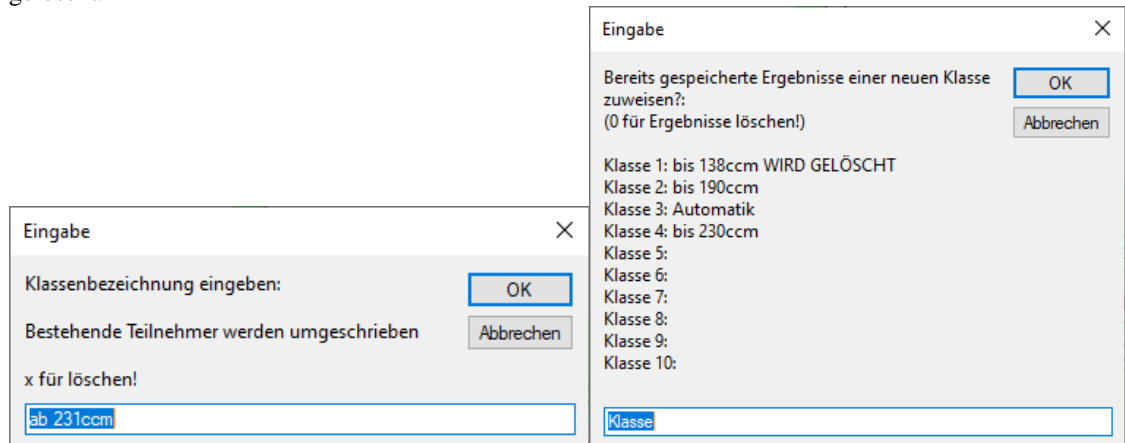 Eingabe
Klassenbezeichnung eingeben:
OK
Bestehende Teilnehmer werden umgeschrieben
Abbrechen
x für löschen!
ab 231ccm
Eingabe
Bereits gespeicherte Ergebnisse einer neuen Klasse
zuweisen?:
(0 für Ergebnisse löschen!)
OK
Abbrechen
Klasse 1: bis 138ccm WIRD GELÖSCHT
Klasse 2: bis 190ccm
Klasse 3: Automatik
Klasse 4: bis 230ccm
Klasse 5:
Klasse 6:
Klasse 7:
Klasse 8:
Klasse 9:
Klasse 10:
Klasse